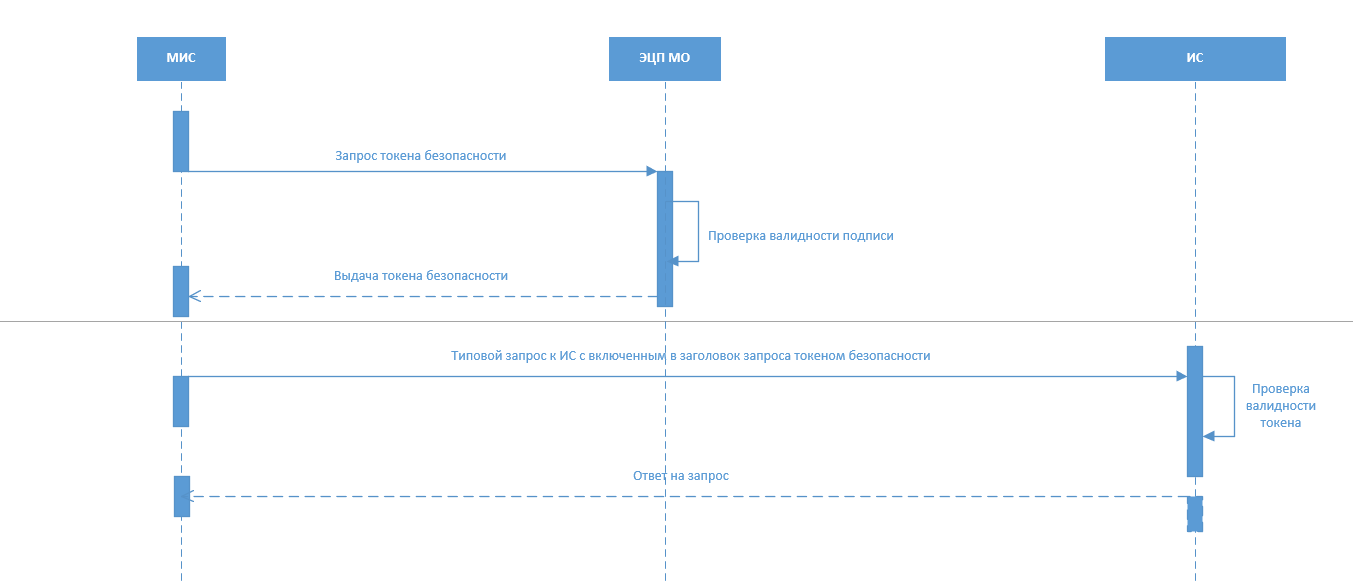 МИС
ЭЦП МО
ИС
Запрос токена безопасности
Проверка валидности подписи
Выдача токена безопасности
Типовой запрос к ИС с включенным в заголовок запроса токеном безопасности
Проверка
валидности
токена
Ответ на запрос